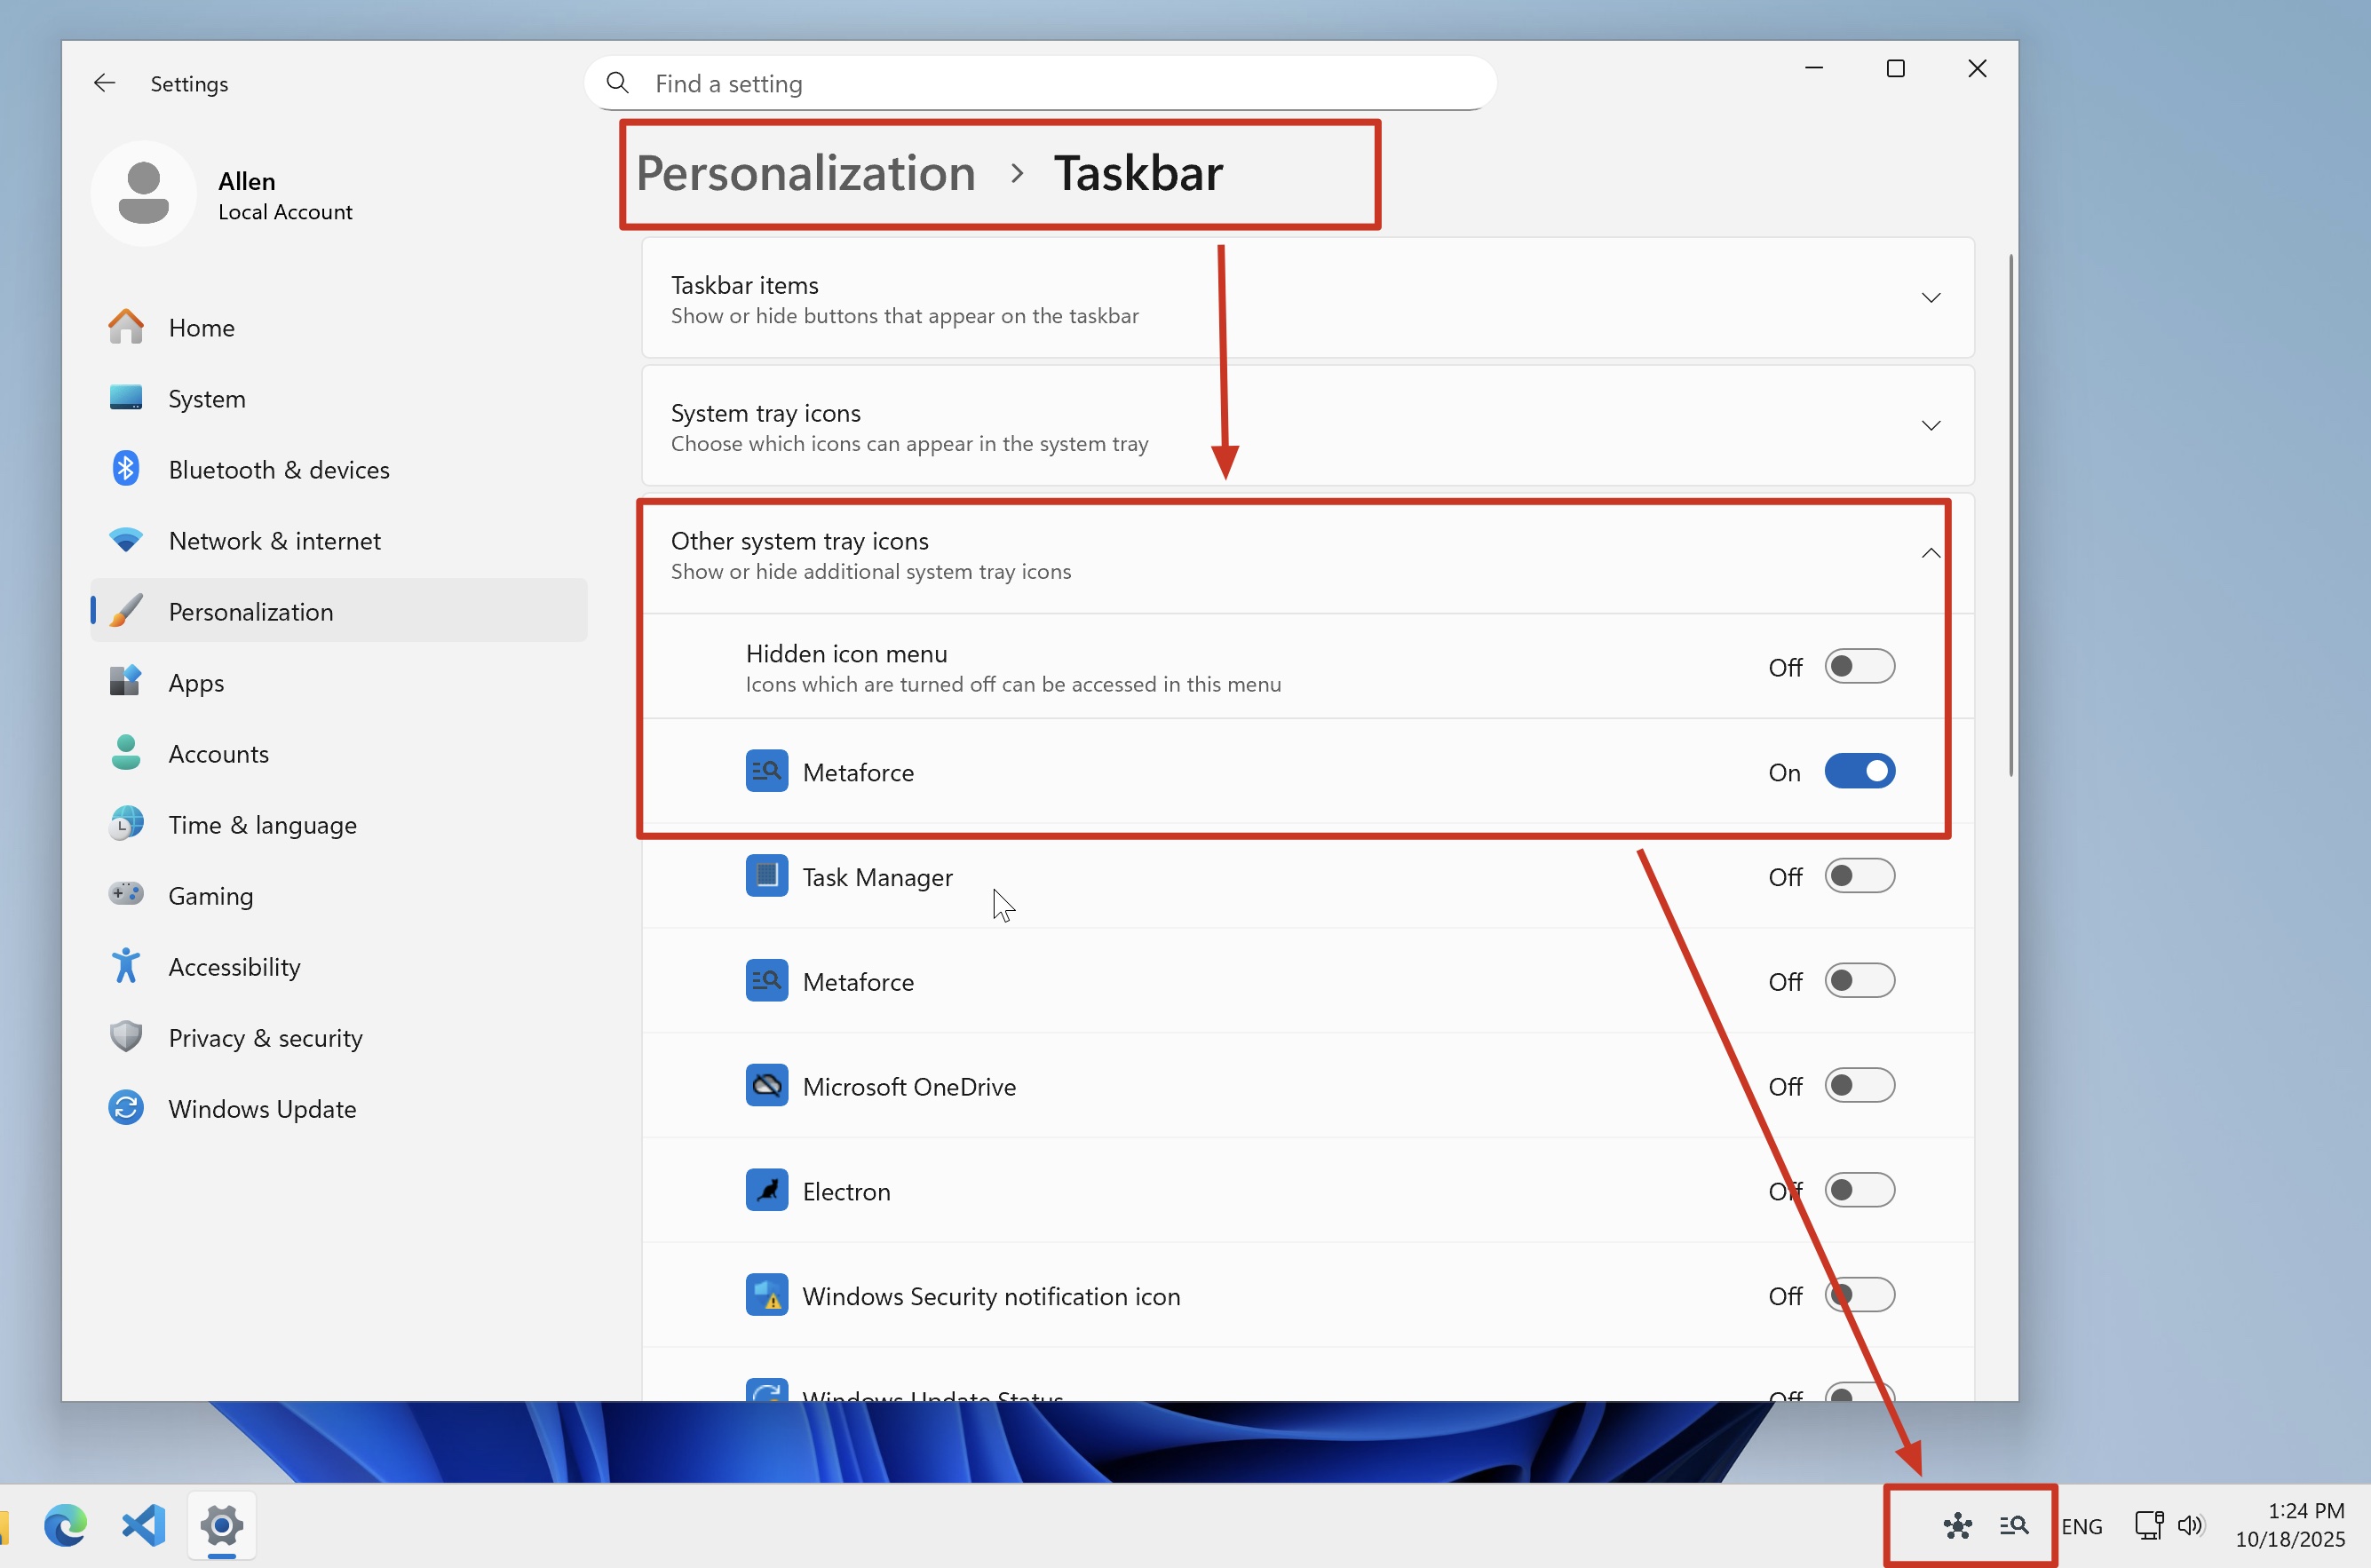 Settings
Find a setting
Allen
Local Account
Home
System
Bluetooth & devices
Network & internet
Personalization
Apps
Accounts
Time & language
Gaming
Accessibility
Privacy & security
Windows Update
Personalization > Taskbar
Taskbar items
Show or hide buttons that appear on the taskbar
System tray icons
Choose which icons can appear in the system tray
Other system tray icons
Show or hide additional system tray icons
Hidden icon menu
Icons which are turned off can be accessed in this menu
Off
Metaforce
On
Task Manager
Off
Metaforce
Off
Microsoft OneDrive
Off
Electron
Off
Windows Security notification icon
Off
Windows Update Status
Off
ENG
1:24 PM
10/18/2025